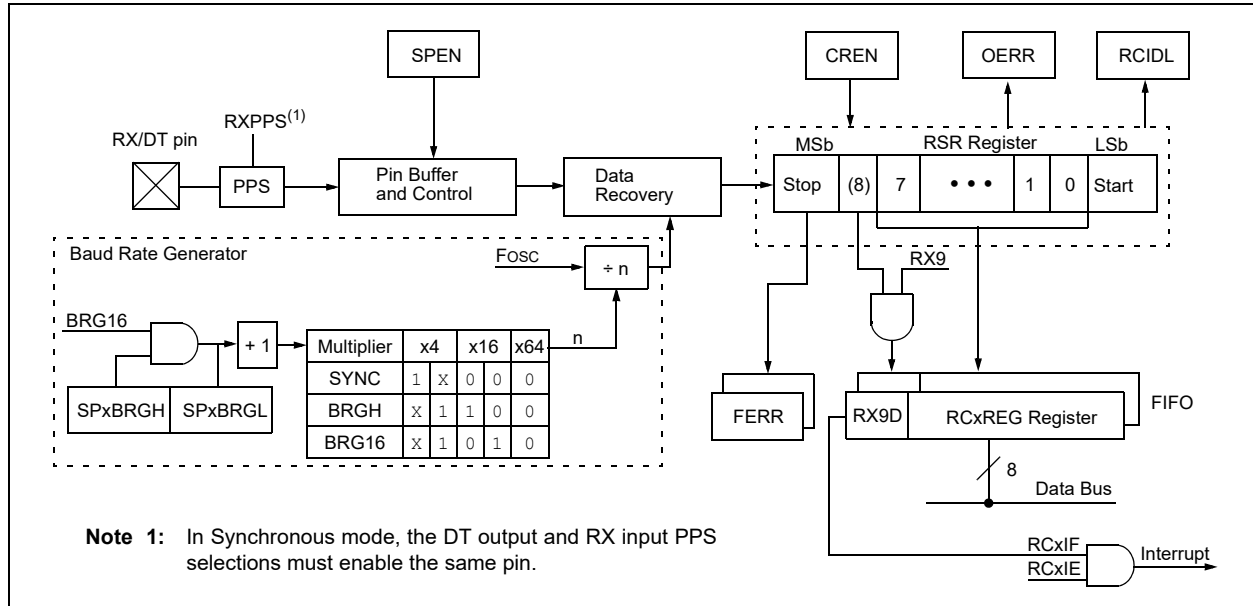 SPEN
CREN
OERR
RCIDL
RXPPS(1)
RX/DT pin
PPS
Pin Buffer
and Control
Data
Recovery
MSb
RSR Register
LSb
Stop (8) 7 • • • 1 0 Start
Baud Rate Generator
FOSC
÷ n
RX9
BRG16
+ 1
n
Multiplier x4 x16 x64
SYNC 1 X 0 0 0
BRGH X 1 1 0 0
BRG16 X 1 0 1 0
SPxBRGH SPxBRGL
FERR
RX9D
RCxREG Register
FIFO
8
Data Bus
Note 1: In Synchronous mode, the DT output and RX input PPS
selections must enable the same pin.
RCxIF
RCxIE
Interrupt